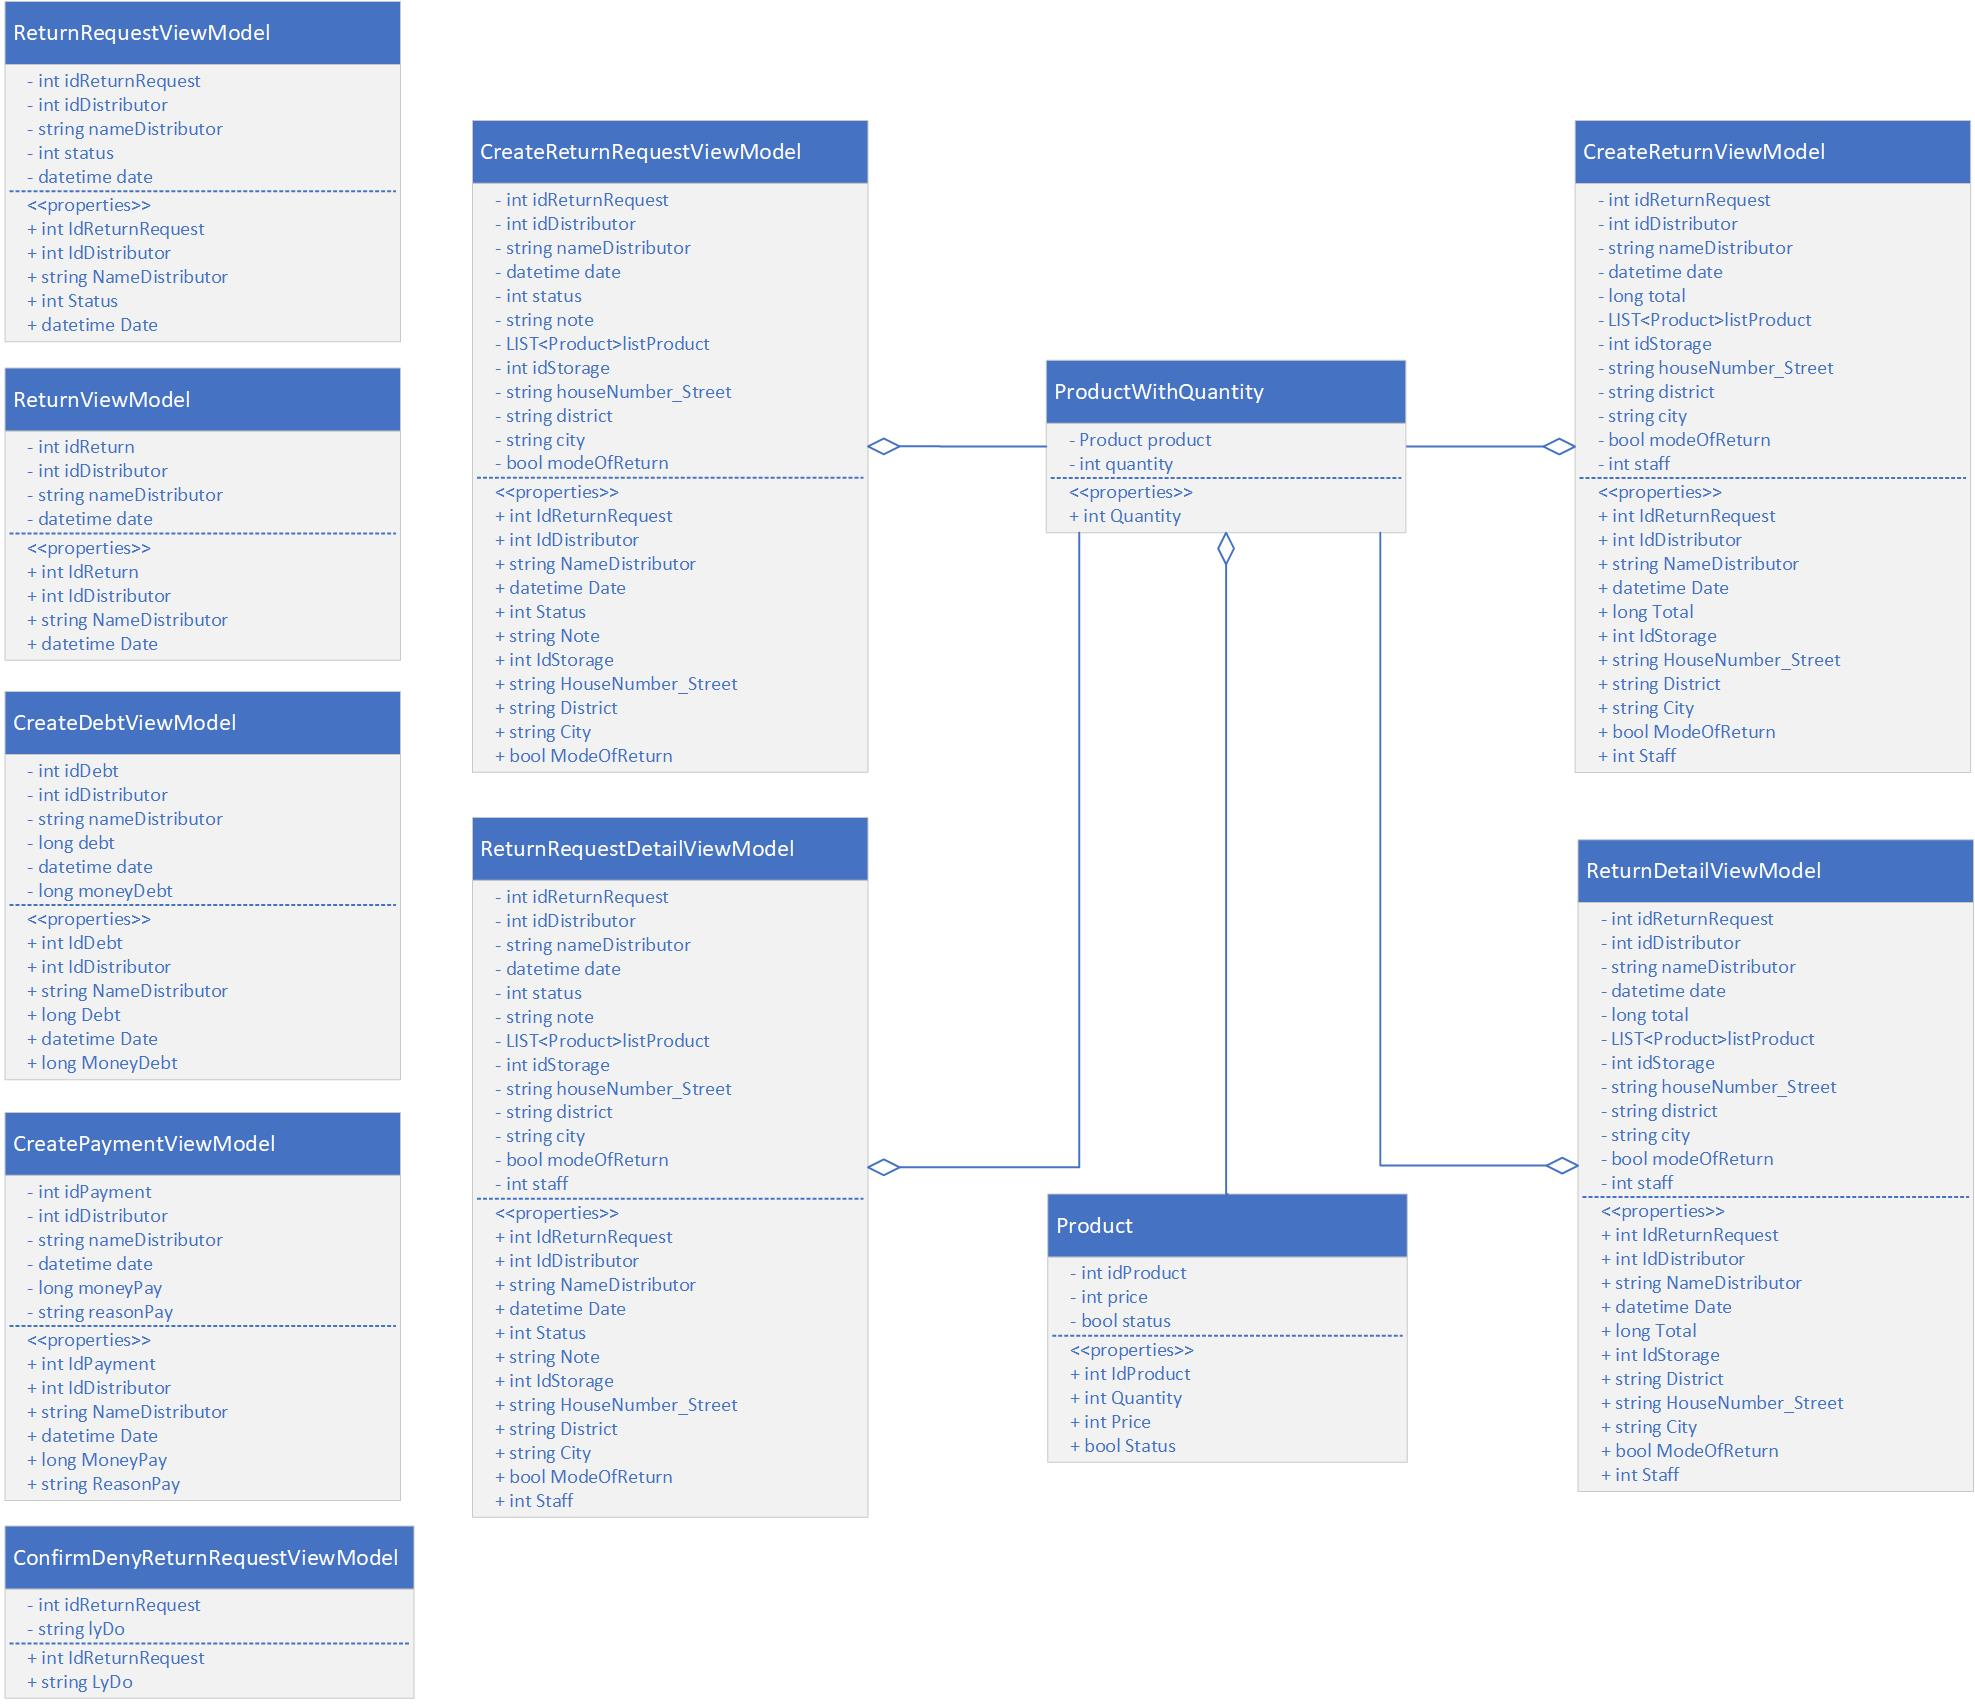 ReturnRequestViewModel
- int idReturnRequest
- int idDistributor
- string nameDistributor
- int status
- datetime date
<<properties>>
+ int IdReturnRequest
+ int IdDistributor
+ string NameDistributor
+ int Status
+ datetime Date
ReturnViewModel
- int idReturn
- int idDistributor
- string nameDistributor
- datetime date
<<properties>>
+ int IdReturn
+ int IdDistributor
+ string NameDistributor
+ datetime Date
CreateDebtViewModel
- int idDebt
- int idDistributor
- string nameDistributor
- long debt
- datetime date
- long moneyDebt
<<properties>>
+ int IdDebt
+ int IdDistributor
+ string NameDistributor
+ long Debt
+ datetime Date
+ long MoneyDebt
CreatePaymentViewModel
- int idPayment
- int idDistributor
- string nameDistributor
- datetime date
- long moneyPay
- string reasonPay
<<properties>>
+ int IdPayment
+ int IdDistributor
+ string NameDistributor
+ datetime Date
+ long MoneyPay
+ string ReasonPay
ConfirmDenyReturnRequestViewModel
- int idReturnRequest
- string lyDo
+ int IdReturnRequest
+ string LyDo
CreateReturnRequestViewModel
- int idReturnRequest
- int idDistributor
- string nameDistributor
- datetime date
- int status
- string note
- LIST<Product>listProduct
- int idStorage
- string houseNumber_Street
- string district
- string city
- bool modeOfReturn
<<properties>>
+ int IdReturnRequest
+ int IdDistributor
+ string NameDistributor
+ datetime Date
+ int Status
+ string Note
+ int IdStorage
+ string HouseNumber_Street
+ string District
+ string City
+ bool ModeOfReturn
ReturnRequestDetailViewModel
- int idReturnRequest
- int idDistributor
- string nameDistributor
- datetime date
- int status
- string note
- LIST<Product>listProduct
- int idStorage
- string houseNumber_Street
- string district
- string city
- bool modeOfReturn
- int staff
<<properties>>
+ int IdReturnRequest
+ int IdDistributor
+ string NameDistributor
+ datetime Date
+ int Status
+ string Note
+ int IdStorage
+ string HouseNumber_Street
+ string District
+ string City
+ bool ModeOfReturn
+ int Staff
ProductWithQuantity
- Product product
- int quantity
<<properties>>
+ int Quantity
Product
- int idProduct
- int price
- bool status
<<properties>>
+ int IdProduct
+ int Quantity
+ int Price
+ bool Status
CreateReturnViewModel
- int idReturnRequest
- int idDistributor
- string nameDistributor
- datetime date
- long total
- LIST<Product>listProduct
- int idStorage
- string houseNumber_Street
- string district
- string city
- bool modeOfReturn
- int staff
<<properties>>
+ int IdReturnRequest
+ int IdDistributor
+ string NameDistributor
+ datetime Date
+ long Total
+ int IdStorage
+ string HouseNumber_Street
+ string District
+ string City
+ bool ModeOfReturn
+ int Staff
ReturnDetailViewModel
- int idReturnRequest
- int idDistributor
- string nameDistributor
- datetime date
- long total
- LIST<Product>listProduct
- int idStorage
- string houseNumber_Street
- string district
- string city
- bool modeOfReturn
- int staff
<<properties>>
+ int IdReturnRequest
+ int IdDistributor
+ string NameDistributor
+ datetime Date
+ long Total
+ int IdStorage
+ string District
+ string HouseNumber_Street
+ string City
+ bool ModeOfReturn
+ int Staff